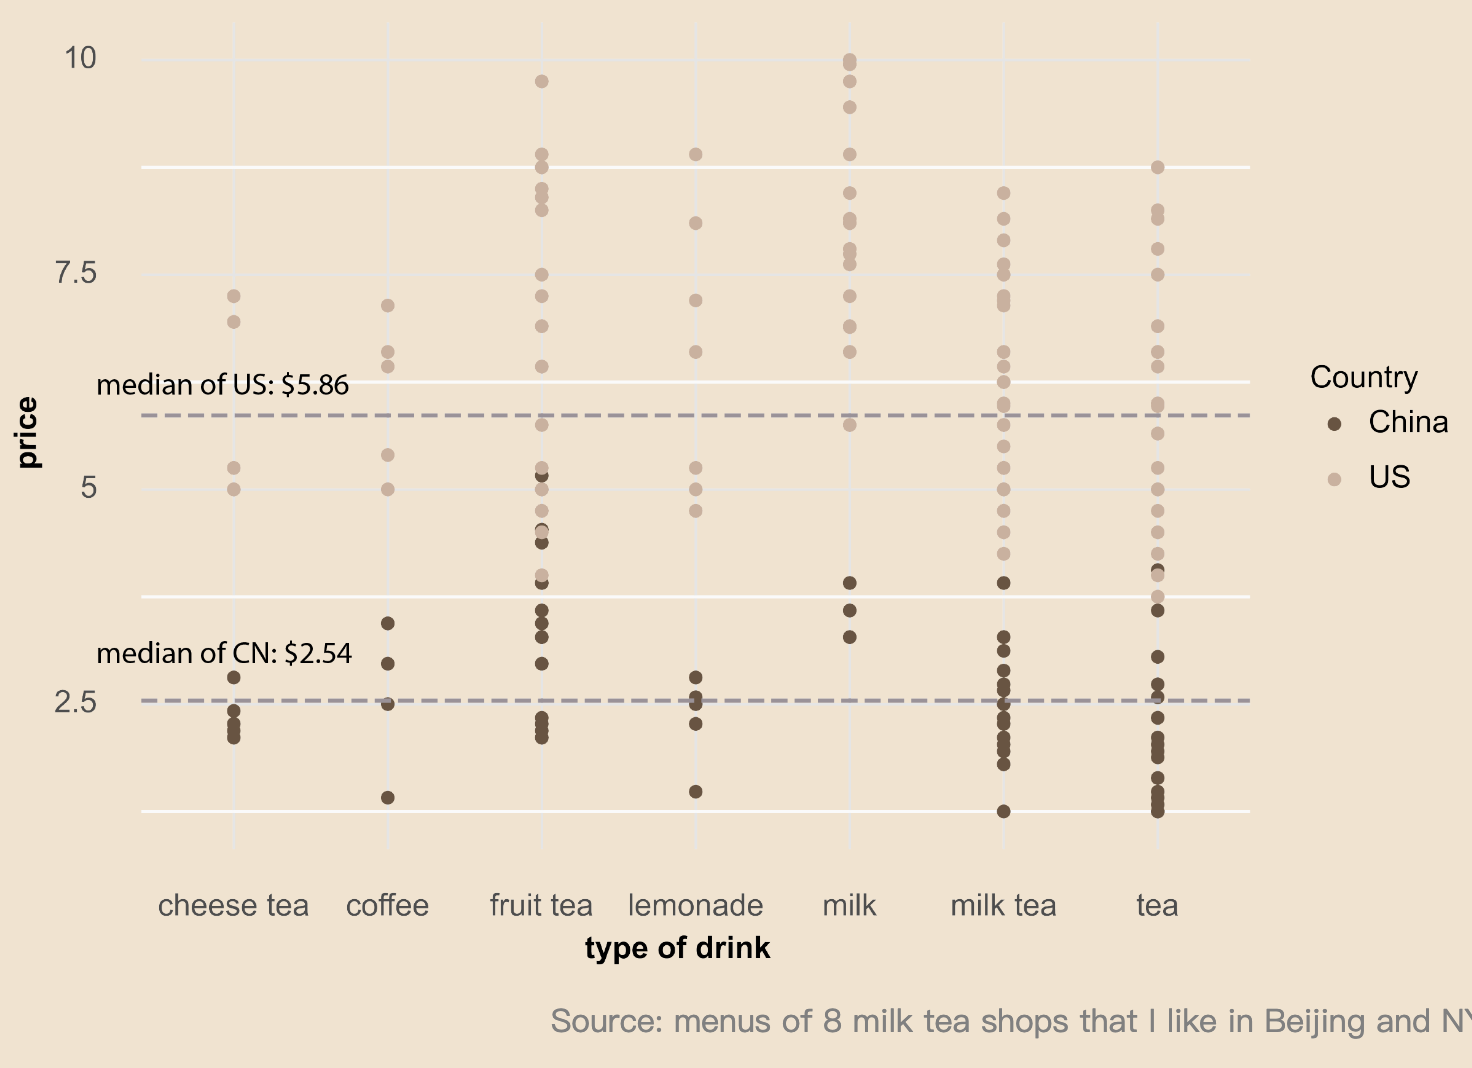 10
7.5
median of US: $5.86
price
5
median of CN: $2.54
2.5
Country
China
US
cheese tea coffee fruit tea lemonade milk milk tea tea
type of drink
Source: menus of 8 milk tea shops that I like in Beijing and NY